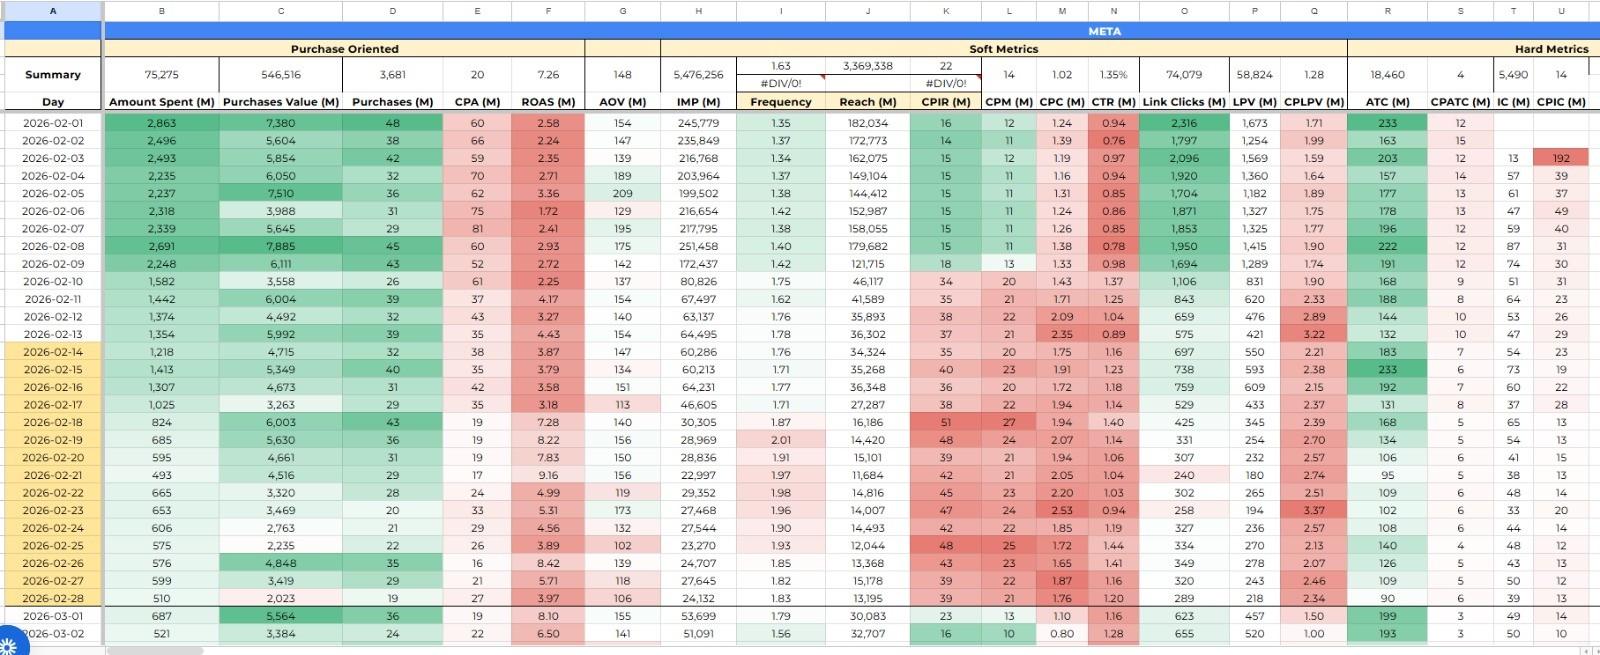 A B C D E F G H I J K L M N O P Q R S T U
META
Purchase Oriented Soft Metrics Hard Metrics
Summary 75,275 546,516 3,681 20 7.26 148 5,476,256 1.63 3,369,338 22 14 1.02 1.35% 74,079 58,824 1.28 18,460 4 5,490 14
#DIV/0! #DIV/0!
Day Amount Spent (M) Purchases Value (M) Purchases (M) CPA (M) ROAS (M) AOV (M) IMP (M) Frequency Reach (M) CPIR (M) CPM (M) CPC (M) CTR (M) Link Clicks (M) LPV (M) CPLPV (M) ATC (M) CPATC (M) IC (M) CPIC (M)
2026-02-01 2,863 7,380 48 60 2.58 154 245,779 1.35 182,034 16 12 1.24 0.94 2,316 1,673 1.71 233 12
2026-02-02 2,496 5,604 38 66 2.24 147 235,849 1.37 172,773 14 11 1.39 0.76 1,797 1,254 1.99 163 15
2026-02-03 2,493 5,854 42 59 2.35 139 216,768 1.34 162,075 15 12 1.19 0.97 2,096 1,569 1.59 203 12 13 192
2026-02-04 2,235 6,050 32 70 2.71 189 203,964 1.37 149,104 15 11 1.16 0.94 1,920 1,360 1.64 157 14 57 39
2026-02-05 2,237 7,510 36 62 3.36 209 199,502 1.38 144,412 15 11 1.31 0.85 1,704 1,182 1.89 177 13 61 37
2026-02-06 2,318 3,988 31 75 1.72 129 216,654 1.42 152,987 15 11 1.24 0.86 1,871 1,327 1.75 178 13 47 49
2026-02-07 2,339 5,645 29 81 2.41 195 217,795 1.38 158,055 15 11 1.26 0.85 1,853 1,325 1.77 196 12 59 40
2026-02-08 2,691 7,885 45 60 2.93 175 251,458 1.40 179,682 15 11 1.38 0.78 1,950 1,415 1.90 222 12 87 31
2026-02-09 2,248 6,111 43 52 2.72 142 172,437 1.42 121,715 18 13 1.33 0.98 1,694 1,289 1.74 191 12 74 30
2026-02-10 1,582 3,558 26 61 2.25 137 80,826 1.75 46,117 34 20 1.43 1.37 1,106 831 1.90 168 9 51 31
2026-02-11 1,442 6,004 39 37 4.17 154 67,497 1.62 41,589 35 21 1.71 1.25 843 620 2.33 188 8 64 23
2026-02-12 1,374 4,492 32 43 3.27 140 63,137 1.76 35,893 38 22 2.09 1.04 659 476 2.89 144 10 53 26
2026-02-13 1,354 5,992 39 35 4.43 154 64,495 1.78 36,302 37 21 2.35 0.89 575 421 3.22 132 10 47 29
2026-02-14 1,218 4,715 32 38 3.87 147 60,286 1.76 34,324 35 20 1.75 1.16 697 550 2.21 183 7 54 23
2026-02-15 1,413 5,349 40 35 3.79 134 60,213 1.71 35,268 40 23 1.91 1.23 738 593 2.38 233 6 73 19
2026-02-16 1,307 4,673 31 42 3.58 151 64,231 1.77 36,348 36 20 1.72 1.18 759 609 2.15 192 7 60 22
2026-02-17 1,025 3,263 29 35 3.18 113 46,605 1.71 27,287 38 22 1.94 1.14 529 433 2.37 131 8 37 28
2026-02-18 824 6,003 43 19 7.28 140 30,305 1.87 16,186 51 27 1.94 1.40 425 345 2.39 168 5 65 13
2026-02-19 685 5,630 36 19 8.22 156 28,969 2.01 14,420 48 24 2.07 1.14 331 254 2.70 134 5 54 13
2026-02-20 595 4,661 31 19 7.83 150 28,836 1.91 15,101 39 21 1.94 1.06 307 232 2.57 106 6 41 15
2026-02-21 493 4,516 29 17 9.16 156 22,997 1.97 11,684 42 21 2.05 1.04 240 180 2.74 95 5 38 13
2026-02-22 665 3,320 28 24 4.99 119 29,352 1.98 14,816 45 23 2.20 1.03 302 265 2.51 109 6 48 14
2026-02-23 653 3,469 20 33 5.31 173 27,468 1.96 14,007 47 24 2.53 0.94 258 194 3.37 102 6 33 20
2026-02-24 606 2,763 21 29 4.56 132 27,544 1.90 14,493 42 22 1.85 1.19 327 236 2.57 108 6 44 14
2026-02-25 575 2,235 22 26 3.89 102 23,270 1.93 12,044 48 25 1.72 1.44 334 270 2.13 140 4 48 12
2026-02-26 576 4,848 35 16 8.42 139 24,707 1.85 13,368 43 23 1.65 1.41 349 278 2.07 126 5 43 13
2026-02-27 599 3,419 29 21 5.71 118 27,645 1.82 15,178 39 22 1.87 1.16 320 243 2.46 109 5 50 12
2026-02-28 510 2,023 19 27 3.97 106 24,132 1.83 13,195 39 21 1.76 1.20 289 218 2.34 90 6 39 13
2026-03-01 687 5,564 36 19 8.10 155 53,699 1.79 30,083 23 13 1.10 1.16 623 457 1.50 199 3 49 14
2026-03-02 521 3,384 24 22 6.50 141 51,091 1.56 32,707 16 10 0.80 1.28 655 520 1.00 193 3 50 10